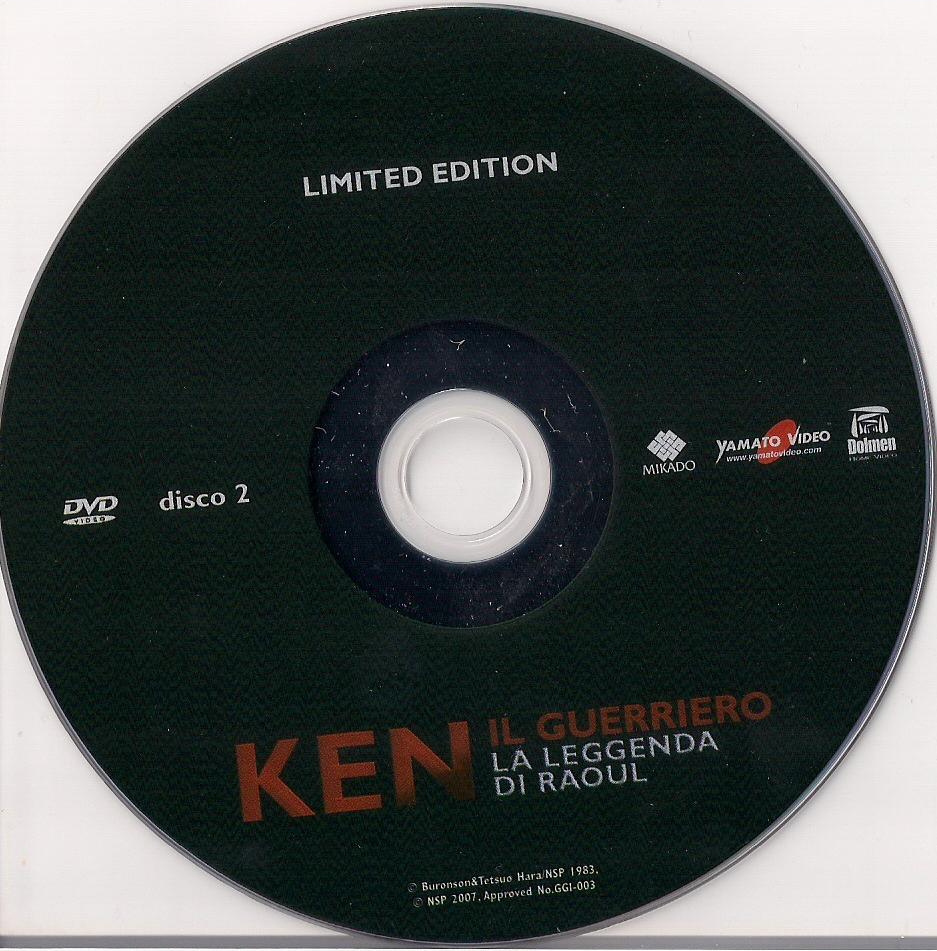 LIMITED EDITION
DVD
VIDEO
disco 2
MIKADO
YAMATO VIDEO
www.yamatovideo.com
Dolmen
HOME VIDEO
KEN IL GUERRIERO
LA LEGGENDA
DI RAOUL
© Buronson&Tetsuo Hara/NSP 1983,
© NSP 2007, Approved No.GGI-003